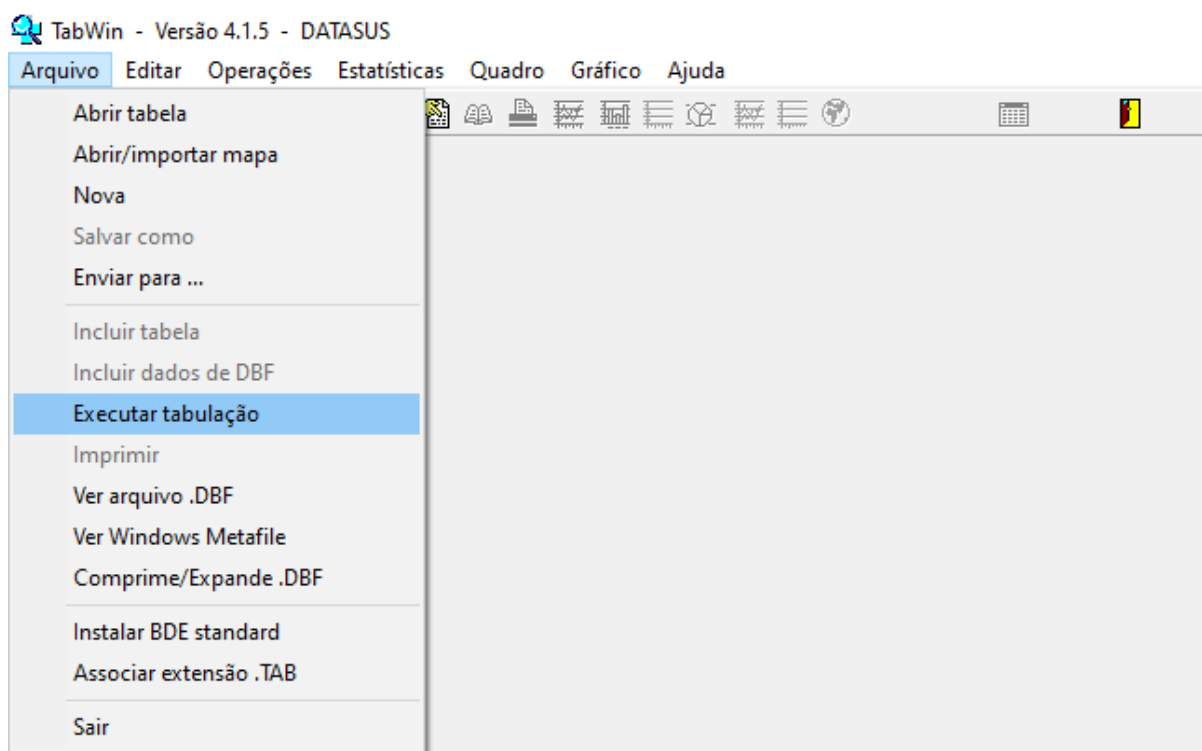 TabWin - Versão 4.1.5 - DATASUS
Arquivo Editar Operações Estatísticas Quadro Gráfico Ajuda
Abrir tabela
Abrir/importar mapa
Nova
Salvar como
Enviar para ...
Incluir tabela
Incluir dados de DBF
Executar tabulação
Imprimir
Ver arquivo .DBF
Ver Windows Metafile
Comprime/Expande .DBF
Instalar BDE standard
Associar extensão .TAB
Sair